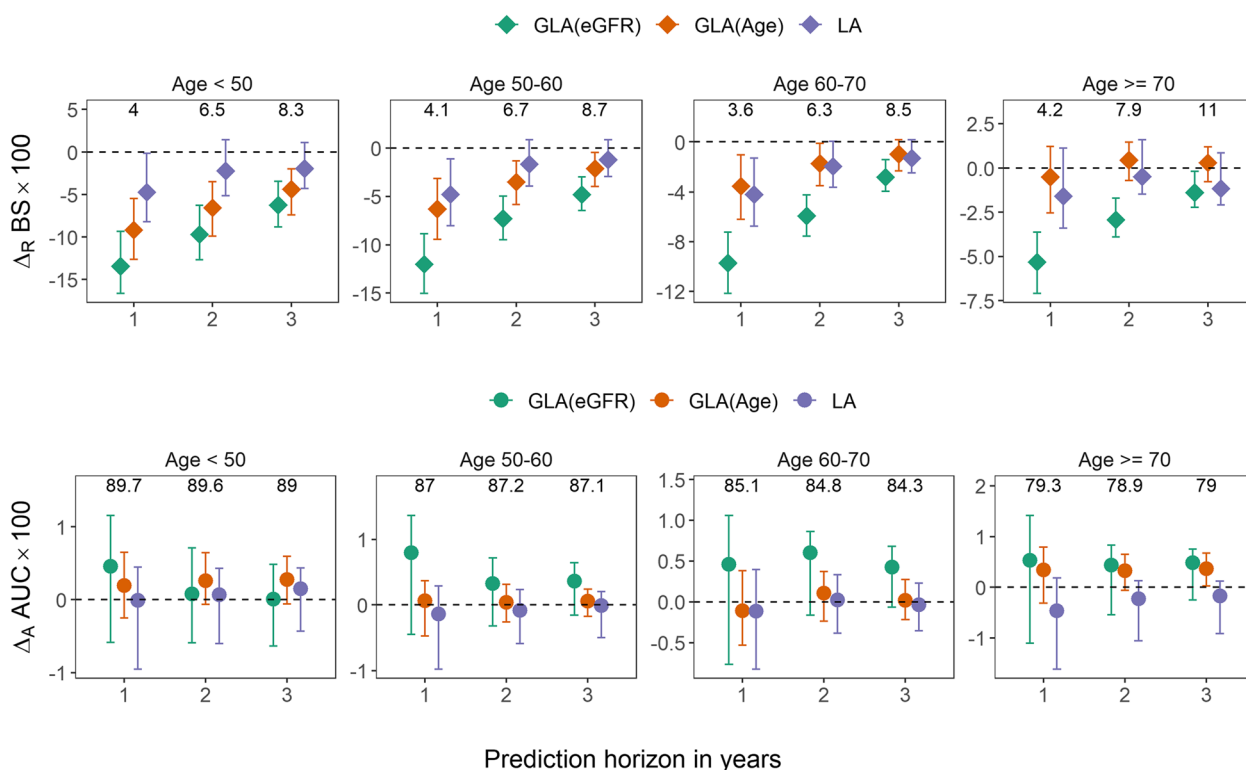 GLA(eGFR) GLA(Age) LA
Age < 50 Age 50-60 Age 60-70 Age >= 70
4 6.5 8.3 4.1 6.7 8.7 3.6 6.3 8.5 4.2 7.9 11
5 0 -5 -10 -15
0 -5 -10 -15
0 -4 -8 -12
2.5 0.0 -2.5 -5.0 -7.5
Δ_R BS × 100
1 2 3 1 2 3 1 2 3 1 2 3
GLA(eGFR) GLA(Age) LA
Age < 50 Age 50-60 Age 60-70 Age >= 70
89.7 89.6 89 87 87.2 87.1 85.1 84.8 84.3 79.3 78.9 79
1 0 -1
1 0 -1
1.5 1.0 0.5 0.0 -0.5
2 1 0 -1
Δ_A AUC × 100
1 2 3 1 2 3 1 2 3 1 2 3
Prediction horizon in years